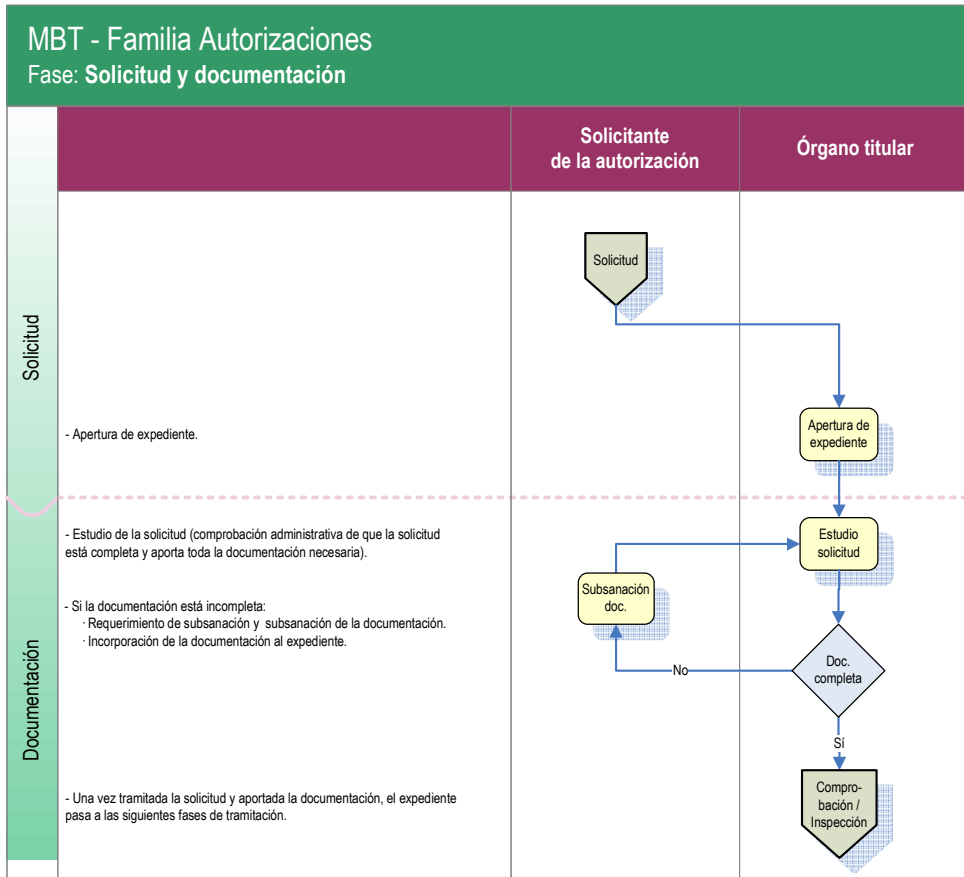 MBT - Familia Autorizaciones
Fase: Solicitud y documentación
Solicitante
de la autorización
Órgano titular
Solicitud
Solicitud
- Apertura de expediente.
Apertura de
expediente
Documentación
- Estudio de la solicitud (comprobación administrativa de que la solicitud
está completa y aporta toda la documentación necesaria).
Estudio
solicitud
- Si la documentación está incompleta:
· Requerimiento de subsanación y subsanación de la documentación.
· Incorporación de la documentación al expediente.
Subsanación
doc.
Doc.
completa
No
Sí
- Una vez tramitada la solicitud y aportada la documentación, el expediente
pasa a las siguientes fases de tramitación.
Compro-
bación /
Inspección